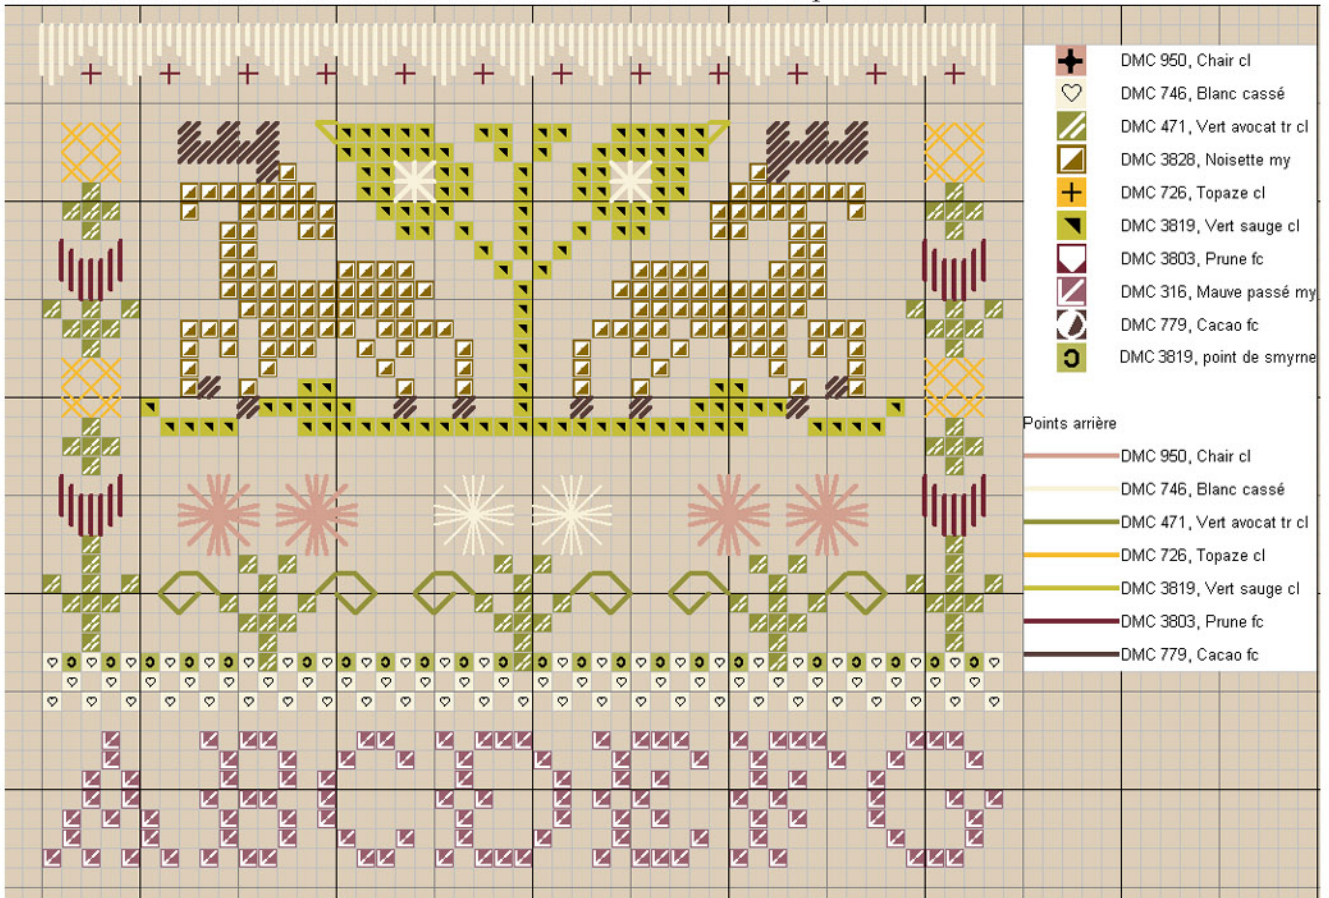 DMC 950, Chair cl
DMC 746, Blanc cassé
DMC 471, Vert avocat tr cl
DMC 3828, Noisette my
DMC 726, Topaze cl
DMC 3819, Vert sauge cl
DMC 3803, Prune fc
DMC 316, Mauve passé my
DMC 779, Cacao fc
DMC 3819, point de smyrne
Points arrière
DMC 950, Chair cl
DMC 746, Blanc cassé
DMC 471, Vert avocat tr cl
DMC 726, Topaze cl
DMC 3819, Vert sauge cl
DMC 3803, Prune fc
DMC 779, Cacao fc
A B C D E F G